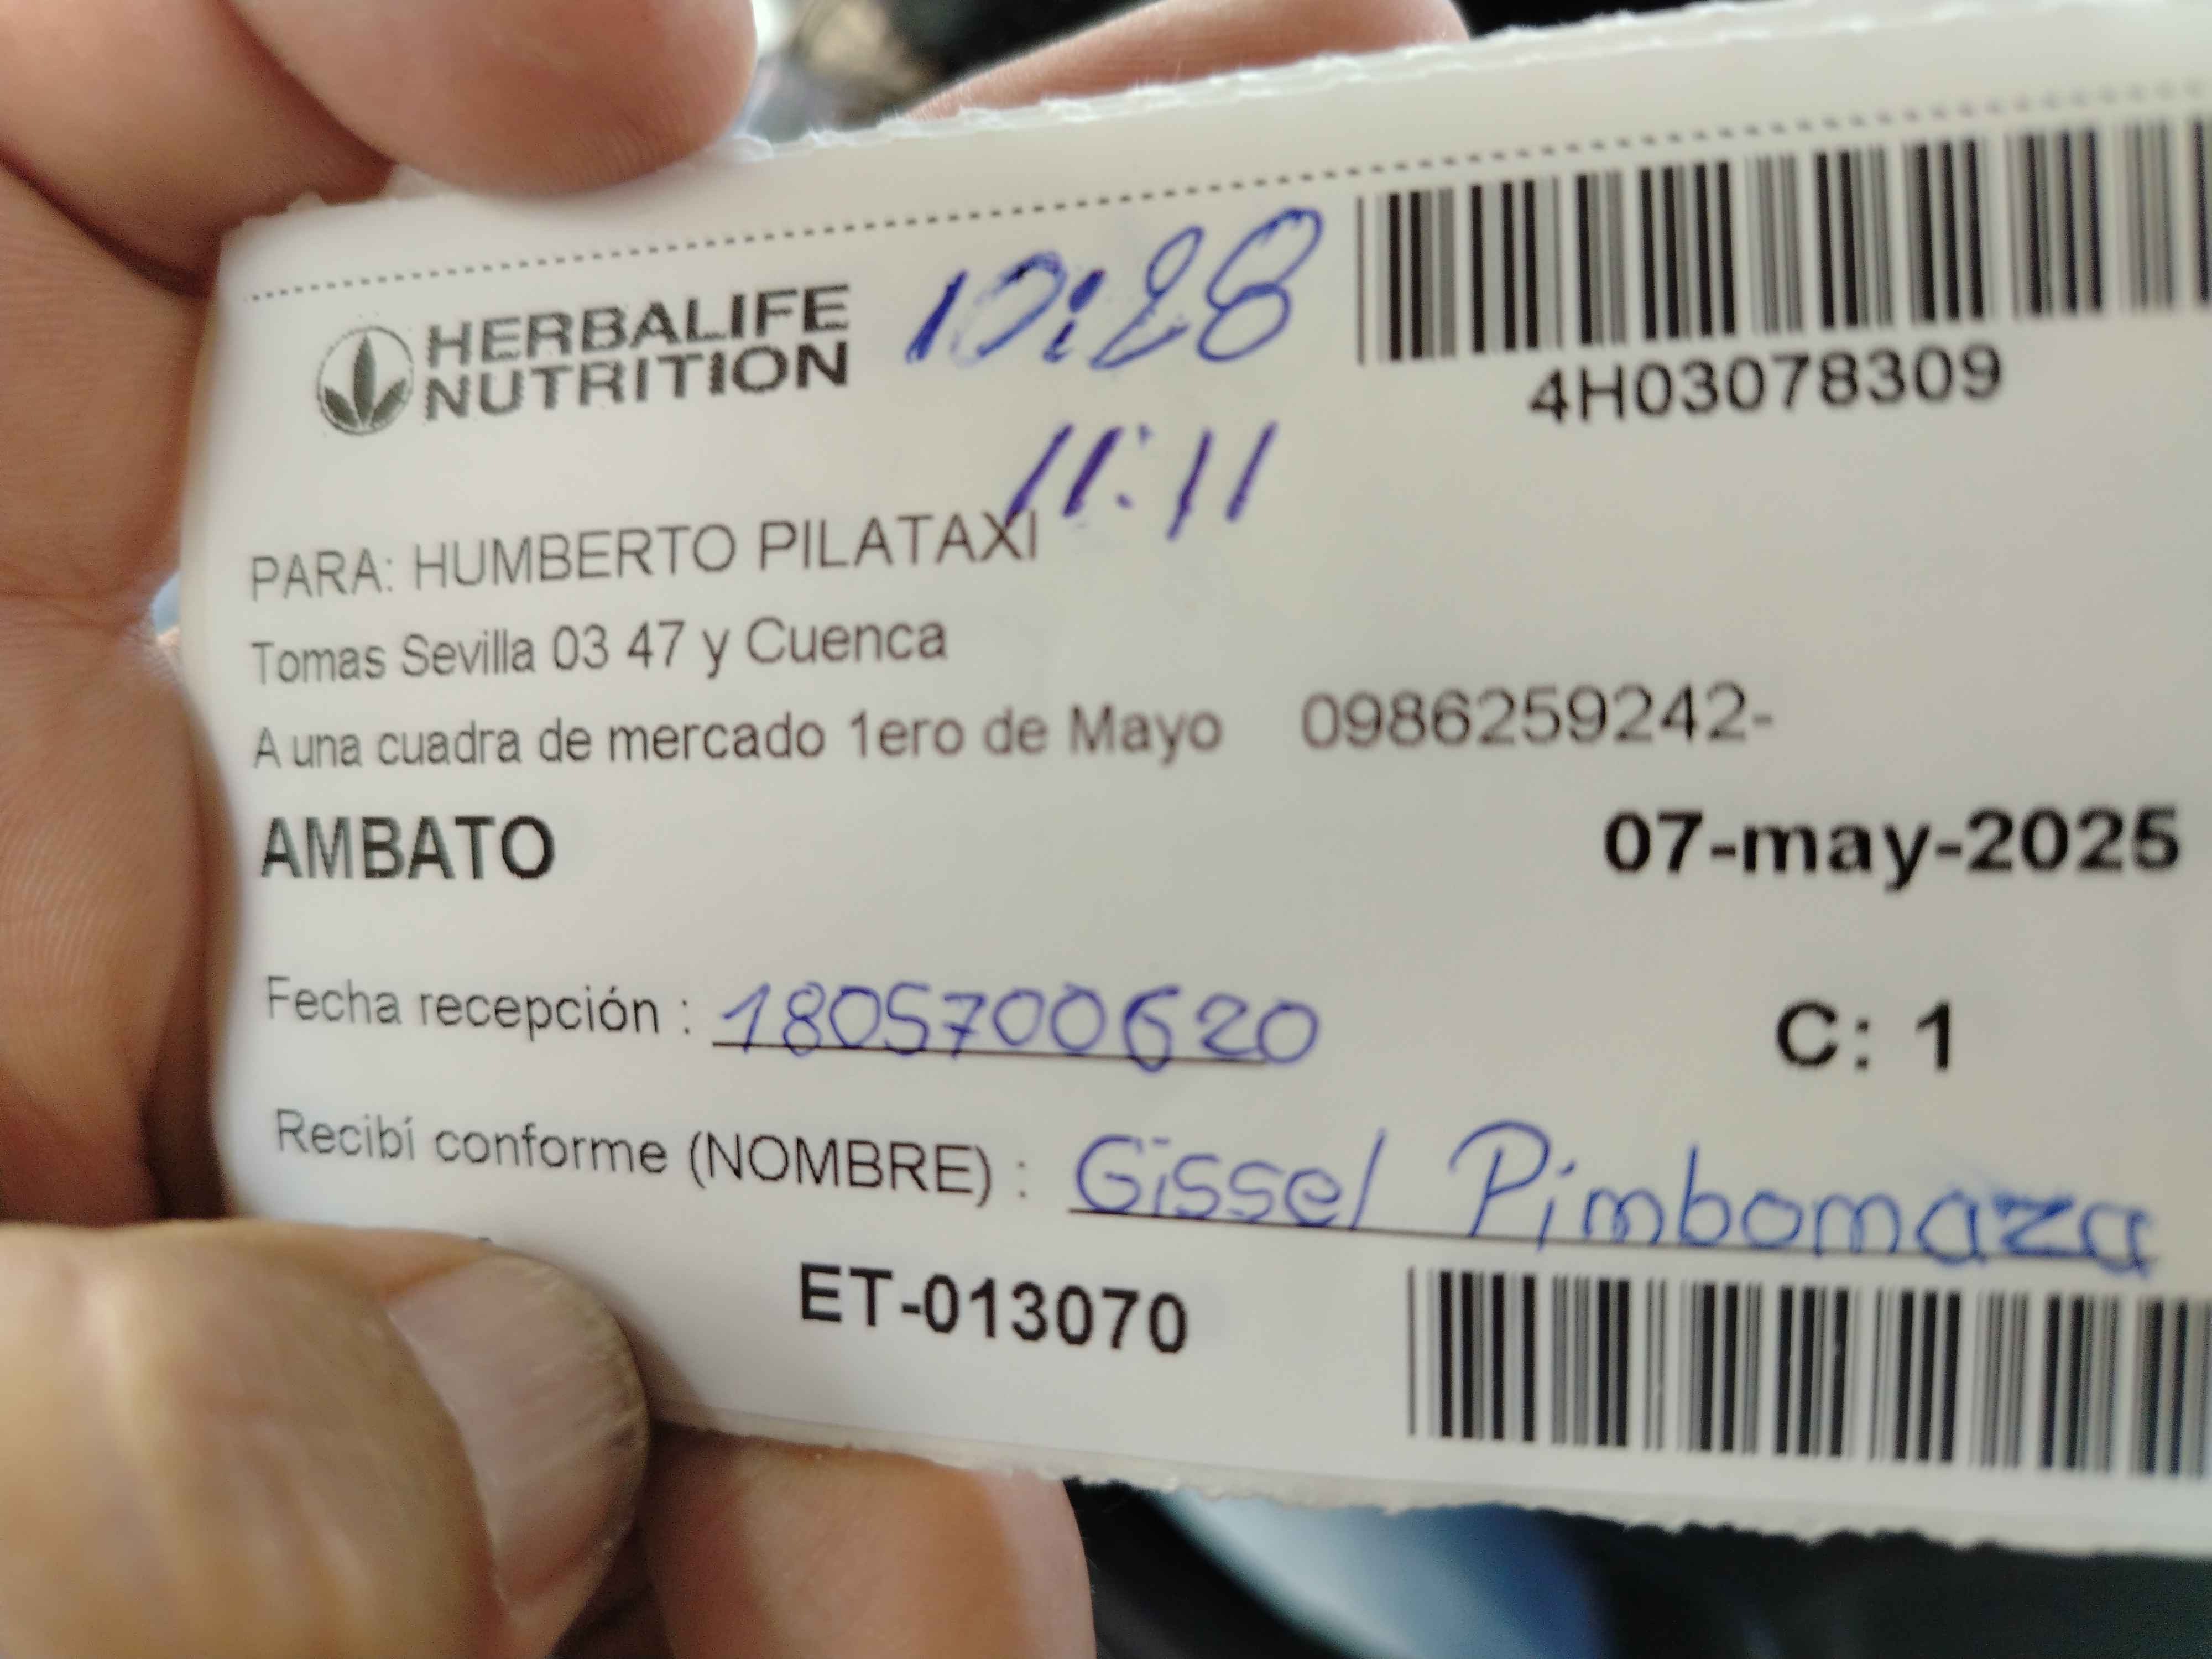 HERBALIFE
NUTRITION
10:28
4H03078309
11:11
PARA: HUMBERTO PILATAXI
Tomas Sevilla 03 47 y Cuenca
A una cuadra de mercado 1ero de Mayo 0986259242-
AMBATO
07-may-2025
Fecha recepción : 1805700620
C: 1
Recibí conforme (NOMBRE) : Gissel Pimbomaza
ET-013070